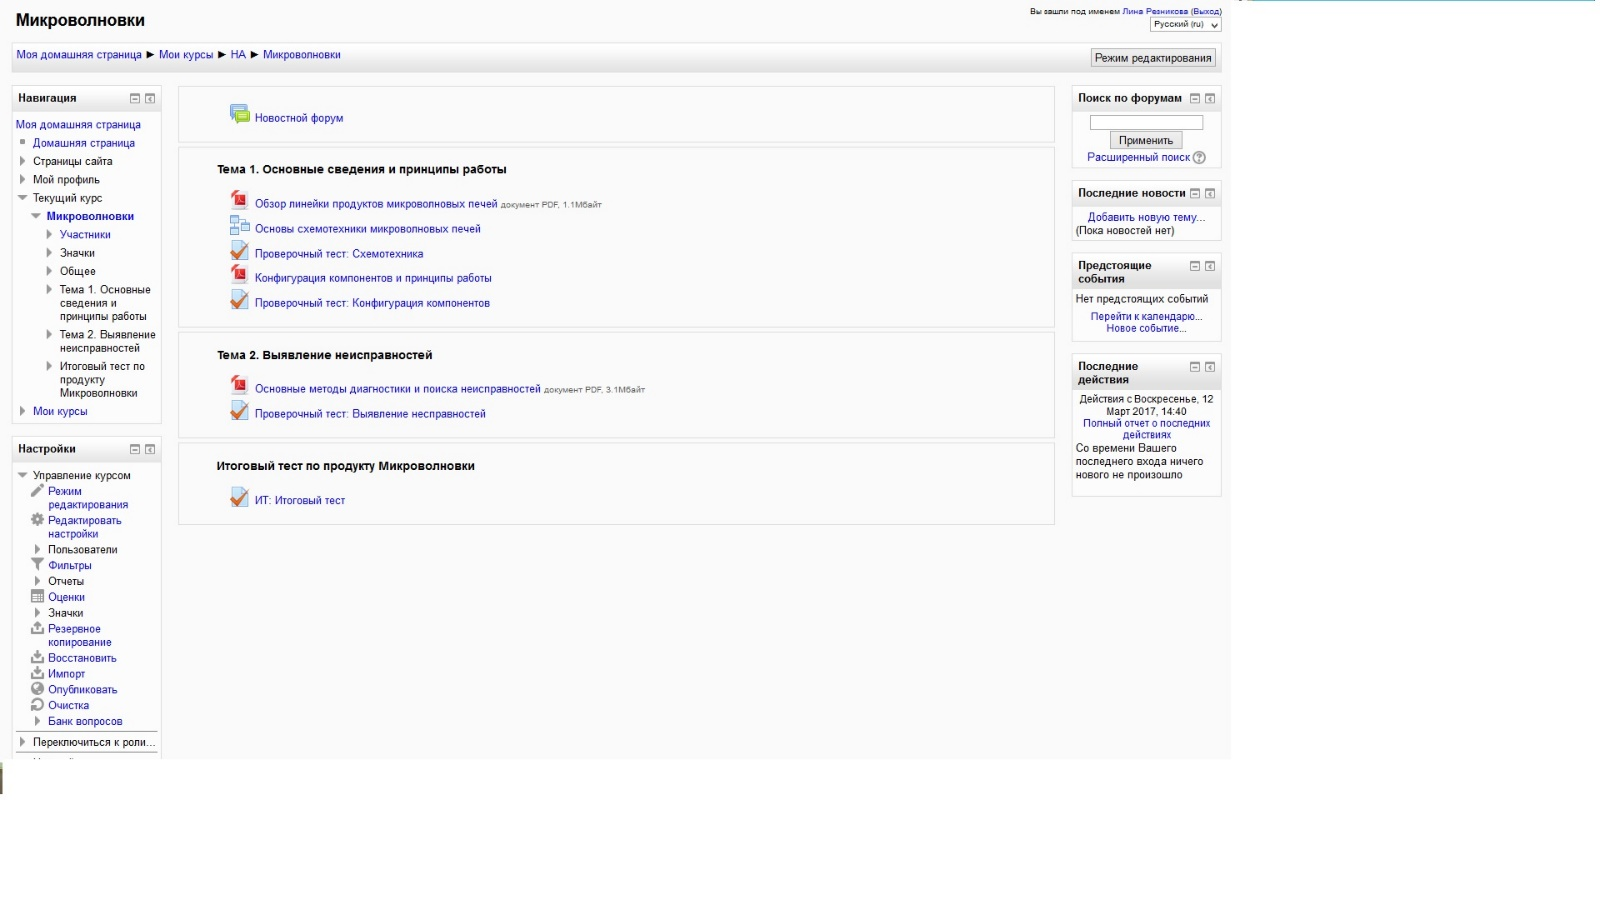 Микроволновки
Вы зашли под именем Лина Резникова (Выход)
Русский (ru)
Моя домашняя страница ► Мои курсы ► НА ► Микроволновки
Режим редактирования
Навигация
Моя домашняя страница
Домашняя страница
Страницы сайта
Мой профиль
Текущий курс
Микроволновки
Участники
Значки
Общее
Тема 1. Основные
сведения и
принципы работы
Тема 2. Выявление
неисправностей
Итоговый тест по
продукту
Микроволновки
Мои курсы
Настройки
Управление курсом
Режим
редактирования
Редактировать
настройки
Пользователи
Фильтры
Отчеты
Оценки
Значки
Резервное
копирование
Восстановить
Импорт
Опубликовать
Очистка
Банк вопросов
Переключиться к роли...
Новостной форум
Тема 1. Основные сведения и принципы работы
Обзор линейки продуктов микроволновых печей документ PDF, 1.1Мбайт
Основы схемотехники микроволновых печей
Проверочный тест: Схемотехника
Конфигурация компонентов и принципы работы
Проверочный тест: Конфигурация компонентов
Тема 2. Выявление неисправностей
Основные методы диагностики и поиска неисправностей документ PDF, 3.1Мбайт
Проверочный тест: Выявление несправностей
Итоговый тест по продукту Микроволновки
ИТ: Итоговый тест
Поиск по форумам
Применить
Расширенный поиск
Последние новости
Добавить новую тему...
(Пока новостей нет)
Предстоящие
события
Нет предстоящих событий
Перейти к календарю...
Новое событие...
Последние
действия
Действия с Воскресенье, 12
Март 2017, 14:40
Полный отчет о последних
действиях
Со времени Вашего
последнего входа ничего
нового не произошло